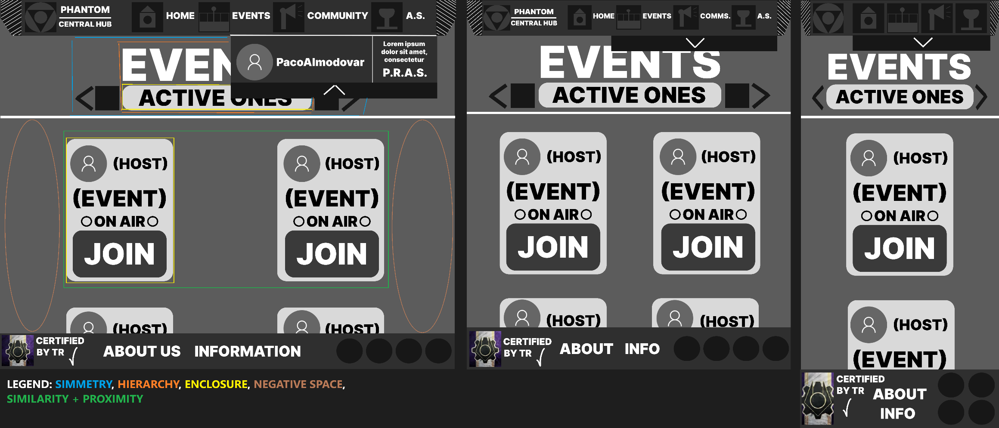 PHANTOM
CENTRAL HUB
HOME
EVENTS
COMMUNITY
A.S.
PacoAlmodovar
Lorem ipsum
dolor sit amet,
consectetur
P.R.A.S.
EVEN
ACTIVE ONES
(HOST)
(EVENT)
ON AIR
JOIN
(HOST)
(EVENT)
ON AIR
JOIN
(HOST)
(HOST)
CERTIFIED
BY TR
ABOUT US
INFORMATION
LEGEND: SIMMETRY, HIERARCHY, ENCLOSURE, NEGATIVE SPACE,
SIMILARITY + PROXIMITY
PHANTOM
CENTRAL HUB
HOME
EVENTS
COMMS.
A.S.
EVENTS
ACTIVE ONES
(HOST)
(EVENT)
ON AIR
JOIN
(HOST)
(EVENT)
ON AIR
JOIN
(HOST)
(HOST)
CERTIFIED
BY TR
ABOUT
INFO
EVENTS
ACTIVE ONES
(HOST)
(EVENT)
ON AIR
JOIN
(HOST)
(EVENT)
CERTIFIED
BY TR
ABOUT
INFO